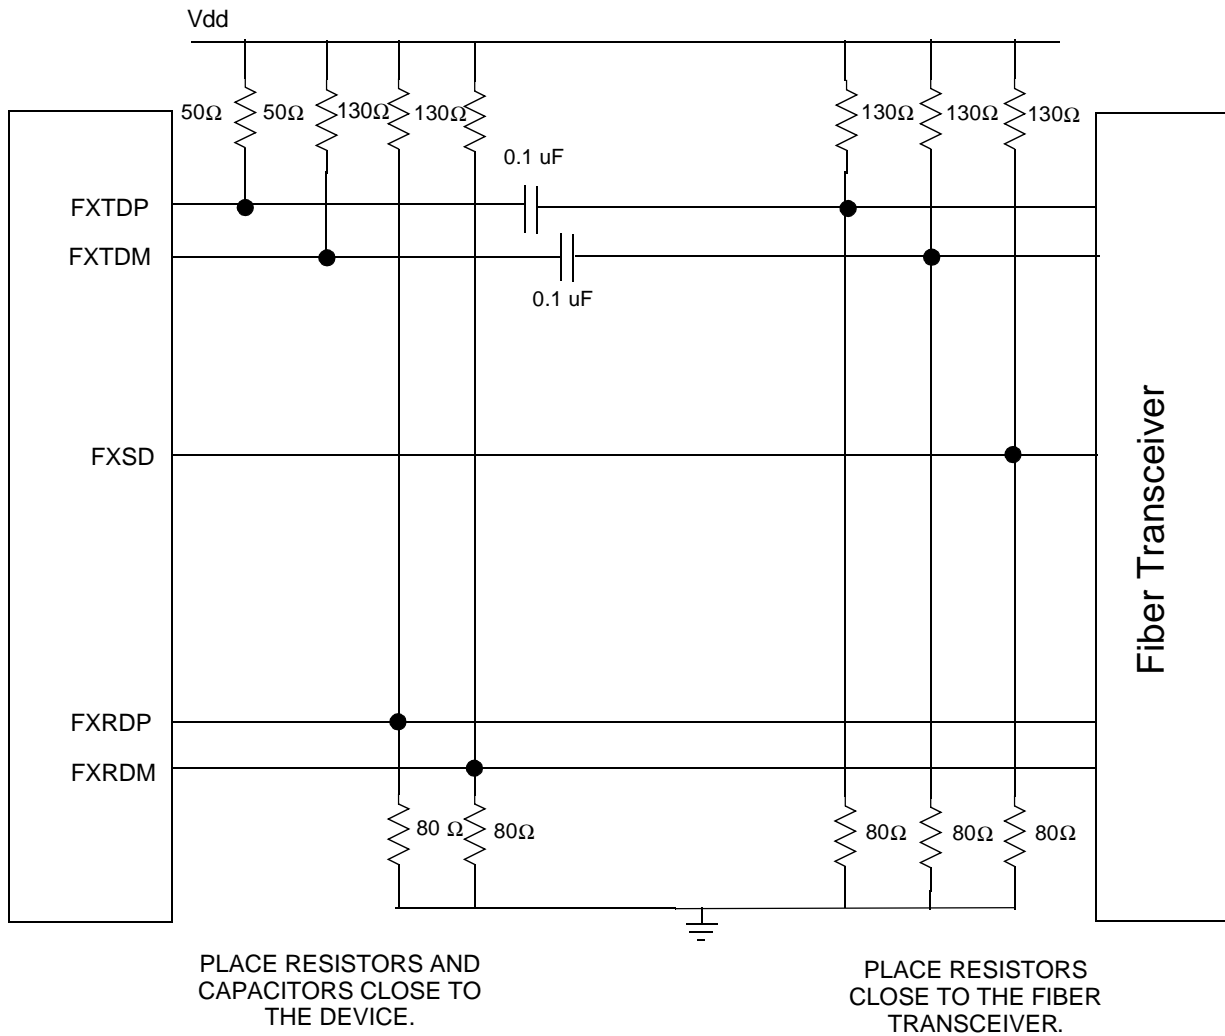 Vdd
50Ω
50Ω
130Ω
130Ω
130Ω
130Ω
130Ω
0.1 uF
FXTDP
FXTDM
0.1 uF
FXSD
Fiber Transceiver
FXRDP
FXRDM
80 Ω
80Ω
80Ω
80Ω
80Ω
PLACE RESISTORS AND
CAPACITORS CLOSE TO
THE DEVICE.
PLACE RESISTORS
CLOSE TO THE FIBER
TRANSCEIVER.